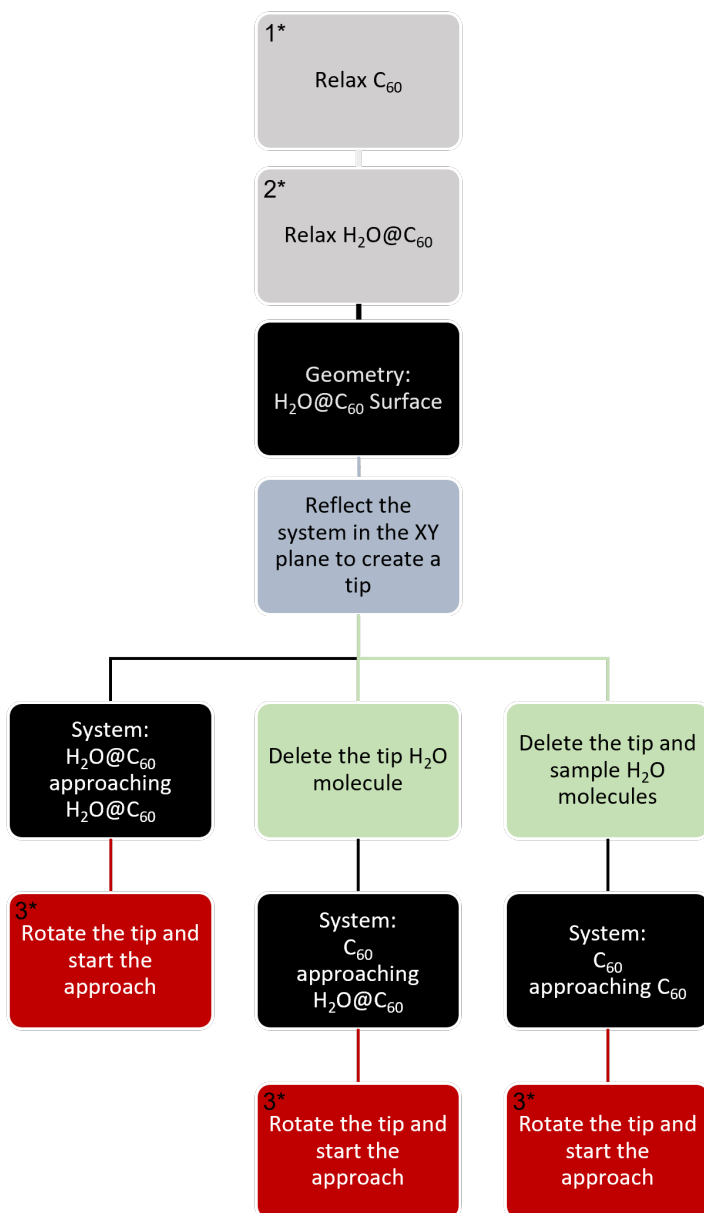 1*
Relax C₆₀
2*
Relax H₂O@C₆₀
Geometry:
H₂O@C₆₀ Surface
Reflect the
system in the XY
plane to create a
tip
System:
H₂O@C₆₀
approaching
H₂O@C₆₀
Delete the tip H₂O
molecule
Delete the tip and
sample H₂O
molecules
3*
Rotate the tip and
start the
approach
System:
C₆₀
approaching
H₂O@C₆₀
System:
C₆₀
approaching C₆₀
3*
Rotate the tip and
start the
approach
3*
Rotate the tip and
start the
approach